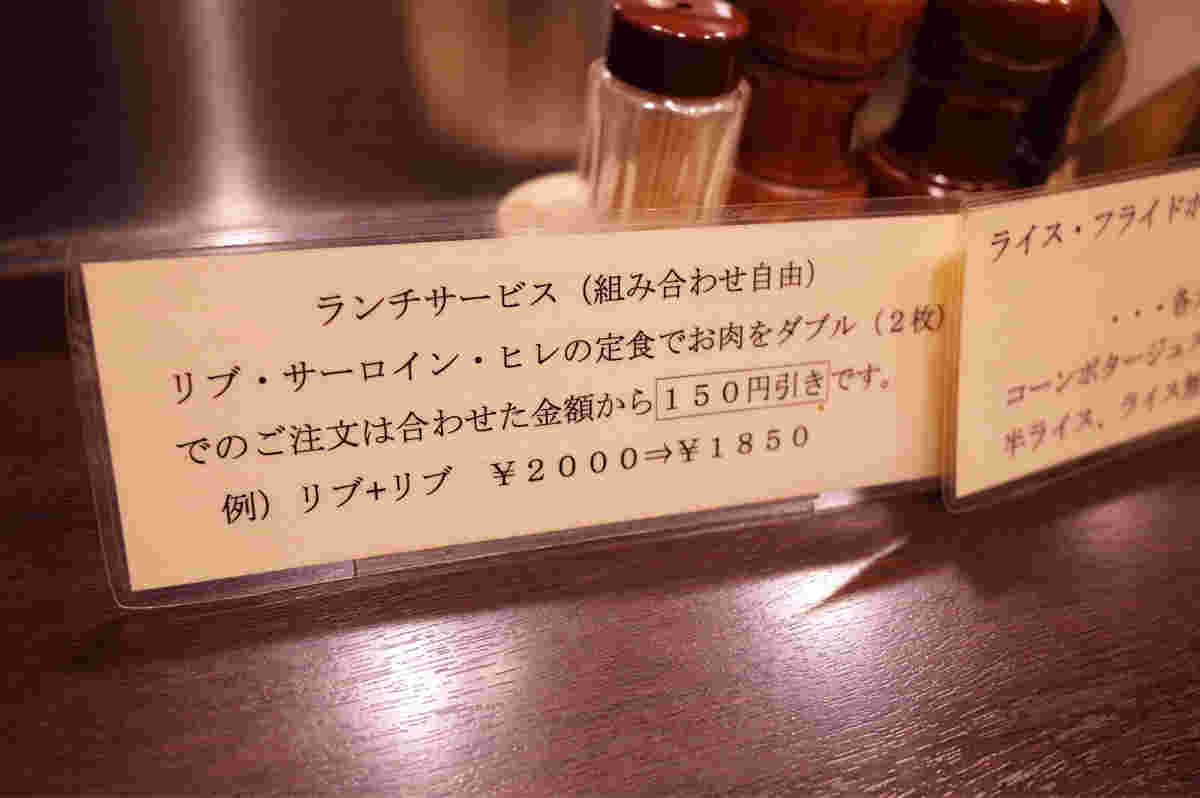 ランチサービス（組み合わせ自由）
リブ・サーロイン・ヒレの定食でお肉をダブル（２枚）
でのご注文は合わせた金額から１５０円引きです。
例）リブ+リブ　￥２０００⇒￥１８５０
ライス・フライドポ
・・・各
コーンポタージュス
半ライス、ライス無